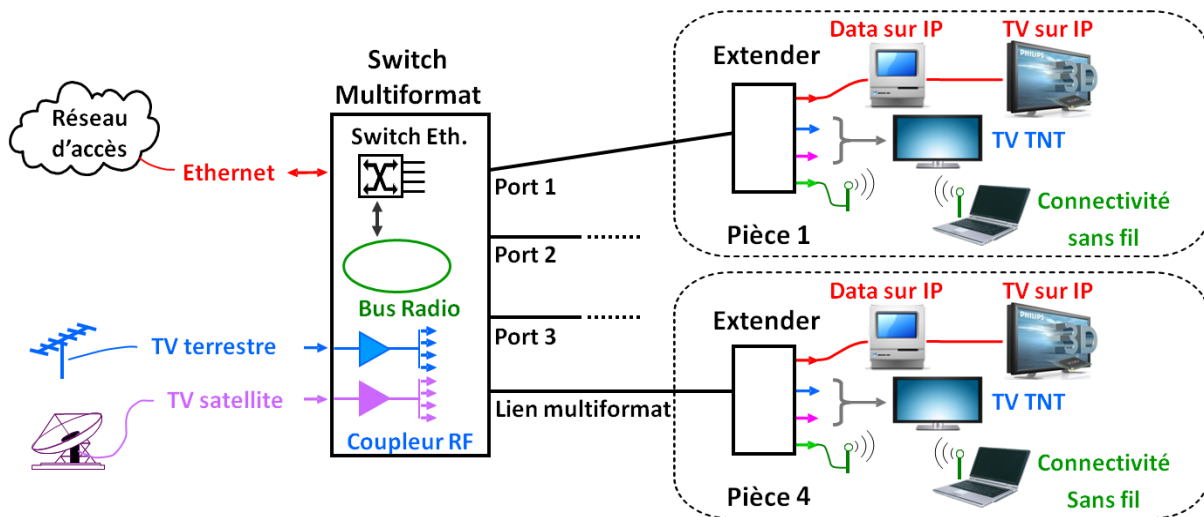 Switch
Multiformat
Réseau
d'accès
Ethernet
TV terrestre
TV satellite
Switch Eth.
Bus Radio
Coupleur RF
Port 1
Port 2
Port 3
Lien multiformat
Extender
Data sur IP
TV sur IP
PHILIPS
3D
TV TNT
Connectivité
sans fil
Pièce 1
Extender
Data sur IP
TV sur IP
PHILIPS
3D
TV TNT
Connectivité
Sans fil
Pièce 4